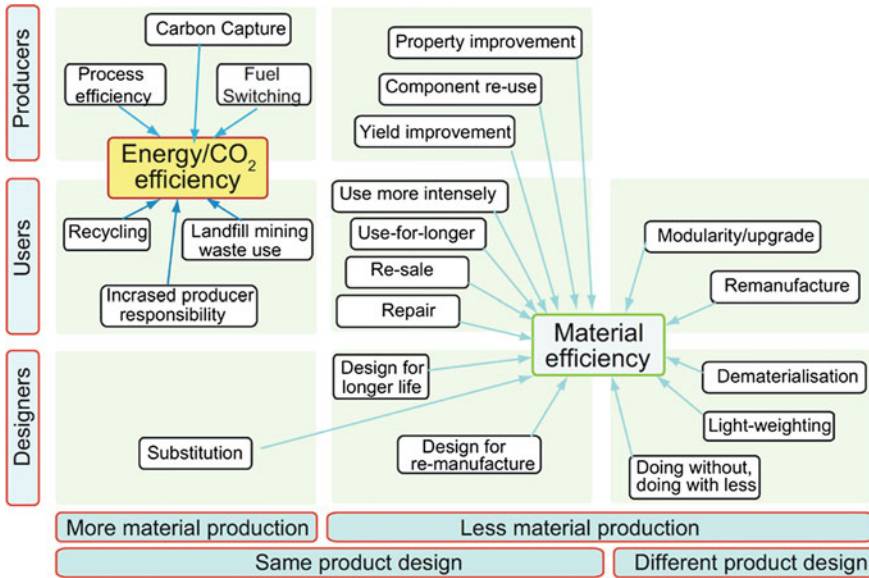 Producers
Carbon Capture
Process
efficiency
Fuel
Switching
Energy/CO2
efficiency
Property improvement
Component re-use
Yield improvement
Users
Recycling
Landfill mining
waste use
Incrased producer
responsibility
Use more intensely
Use-for-longer
Re-sale
Repair
Modularity/upgrade
Remanufacture
Material
efficiency
Designers
Substitution
Design for
longer life
Design for
re-manufacture
Dematerialisation
Light-weighting
Doing without,
doing with less
More material production
Less material production
Same product design
Different product design